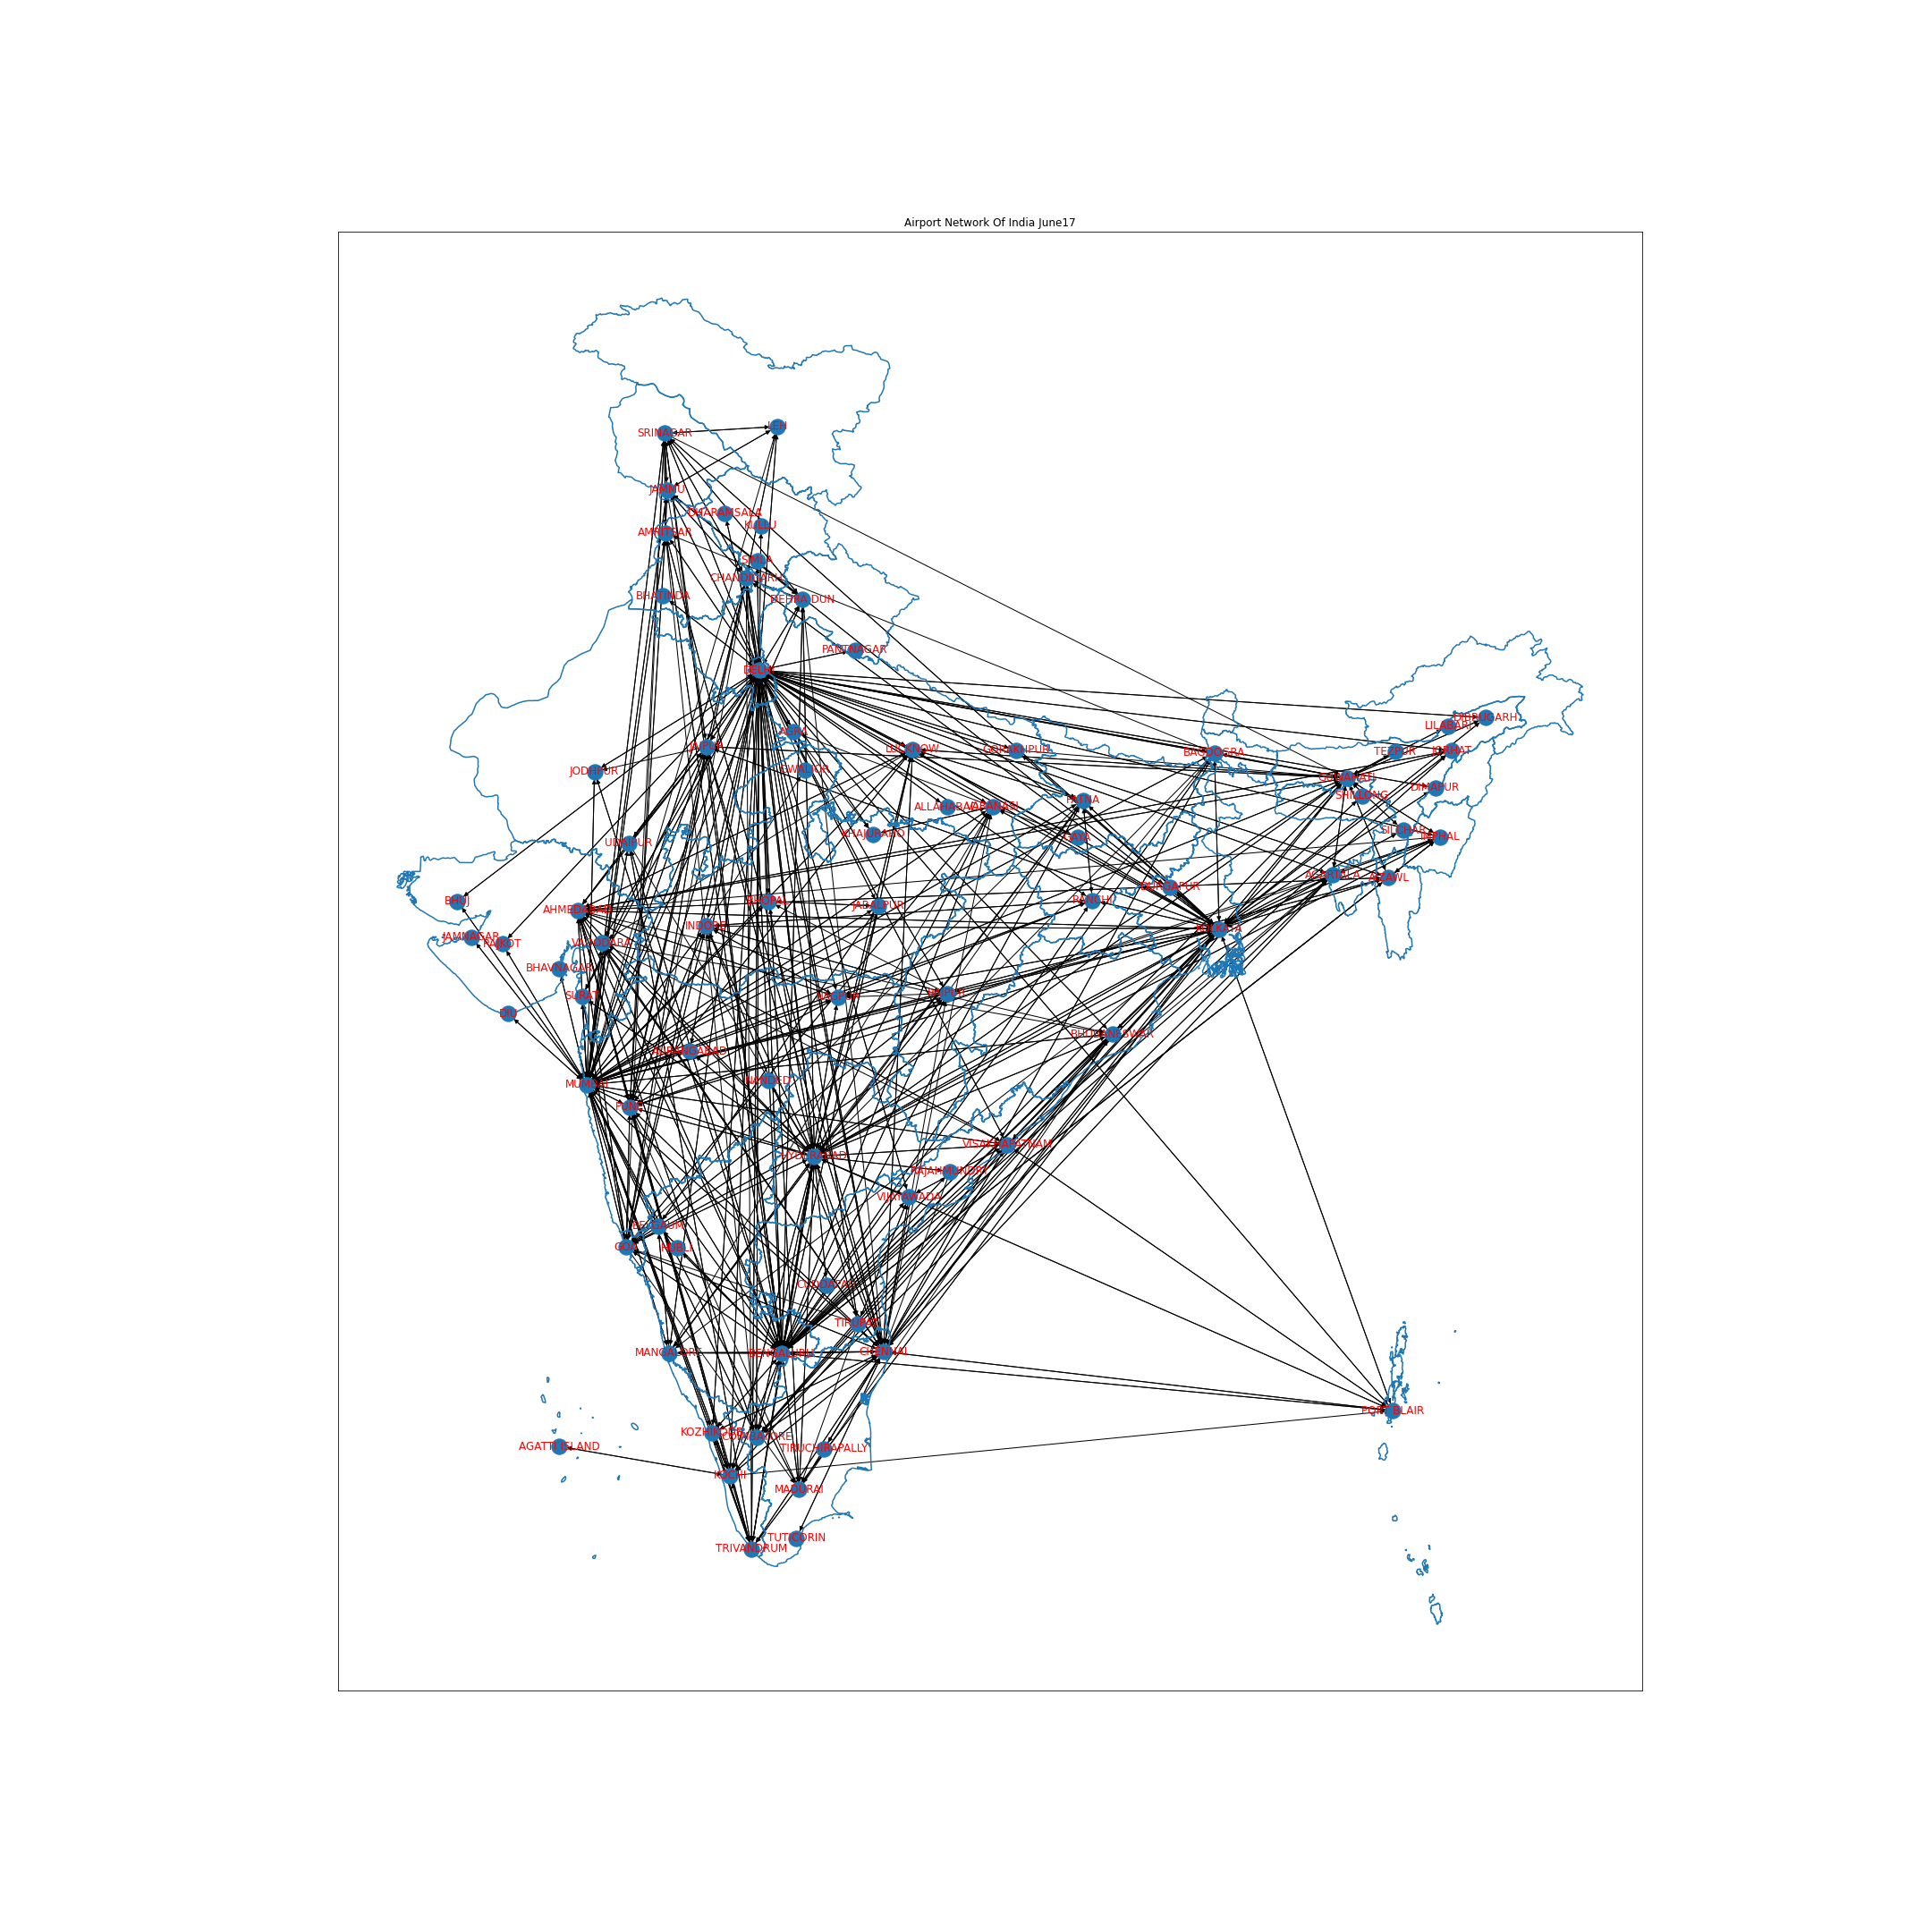 Airport Network Of India June17
LEH
SRINAGAR
JAMMU
DHARAMSALA
KULLU
AMRITSAR
SIMLA
CHANDIGARH
BHATINDA
DEHRA DUN
PANTNAGAR
DELHI
DIBRUGARH
LILABARI
AGRA
JAIPUR
LUCKNOW
GORAKHPUR
BAGDOGRA
TEZPUR
JORHAT
JODHPUR
GWALIOR
GUWAHATI
DIMAPUR
SHILLONG
ALLAHABAD
VARANASI
PATNA
KHAJURAHO
GAYA
SILCHAR
IMPHAL
UDAIPUR
AGARTALA
AIZAWL
DURGAPUR
BHUJ
BHOPAL
JABALPUR
RANCHI
AHMEDABAD
INDORE
KOLKATA
JAMNAGAR
RAJKOT
VADODARA
BHAVNAGAR
SURAT
NAGPUR
RAIPUR
DIU
BHUBANESWAR
AURANGABAD
MUMBAI
NANDED
PUNE
VISAKHAPATNAM
HYDERABAD
RAJAHMUNDRY
VIJAYAWADA
BELGAUM
GOA
HUBLI
CUDDAPAH
TIRUPATI
MANGALORE
BENGALURU
CHENNAI
PORT BLAIR
KOZHIKODE
COIMBATORE
AGATTI ISLAND
TIRUCHIRAPALLY
KOCHI
MADURAI
TUTICORIN
TRIVANDRUM